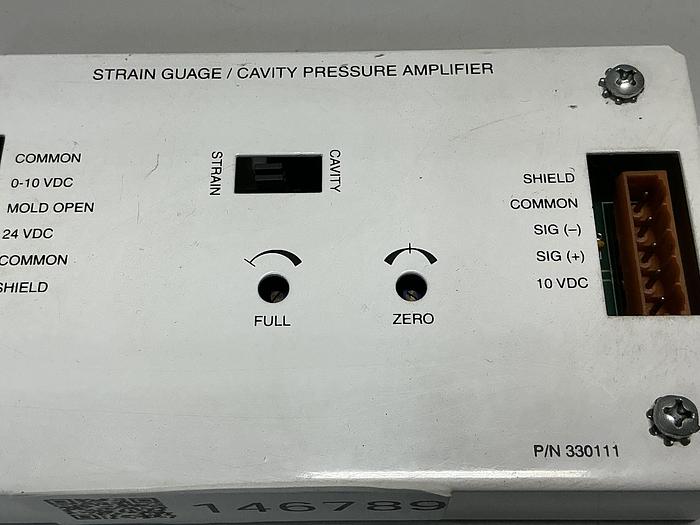 STRAIN GUAGE / CAVITY PRESSURE AMPLIFIER
COMMON
0-10 VDC
MOLD OPEN
24 VDC
COMMON
SHIELD
STRAIN
CAVITY
FULL
ZERO
SHIELD
COMMON
SIG (–)
SIG (+)
10 VDC
P/N 330111
146789